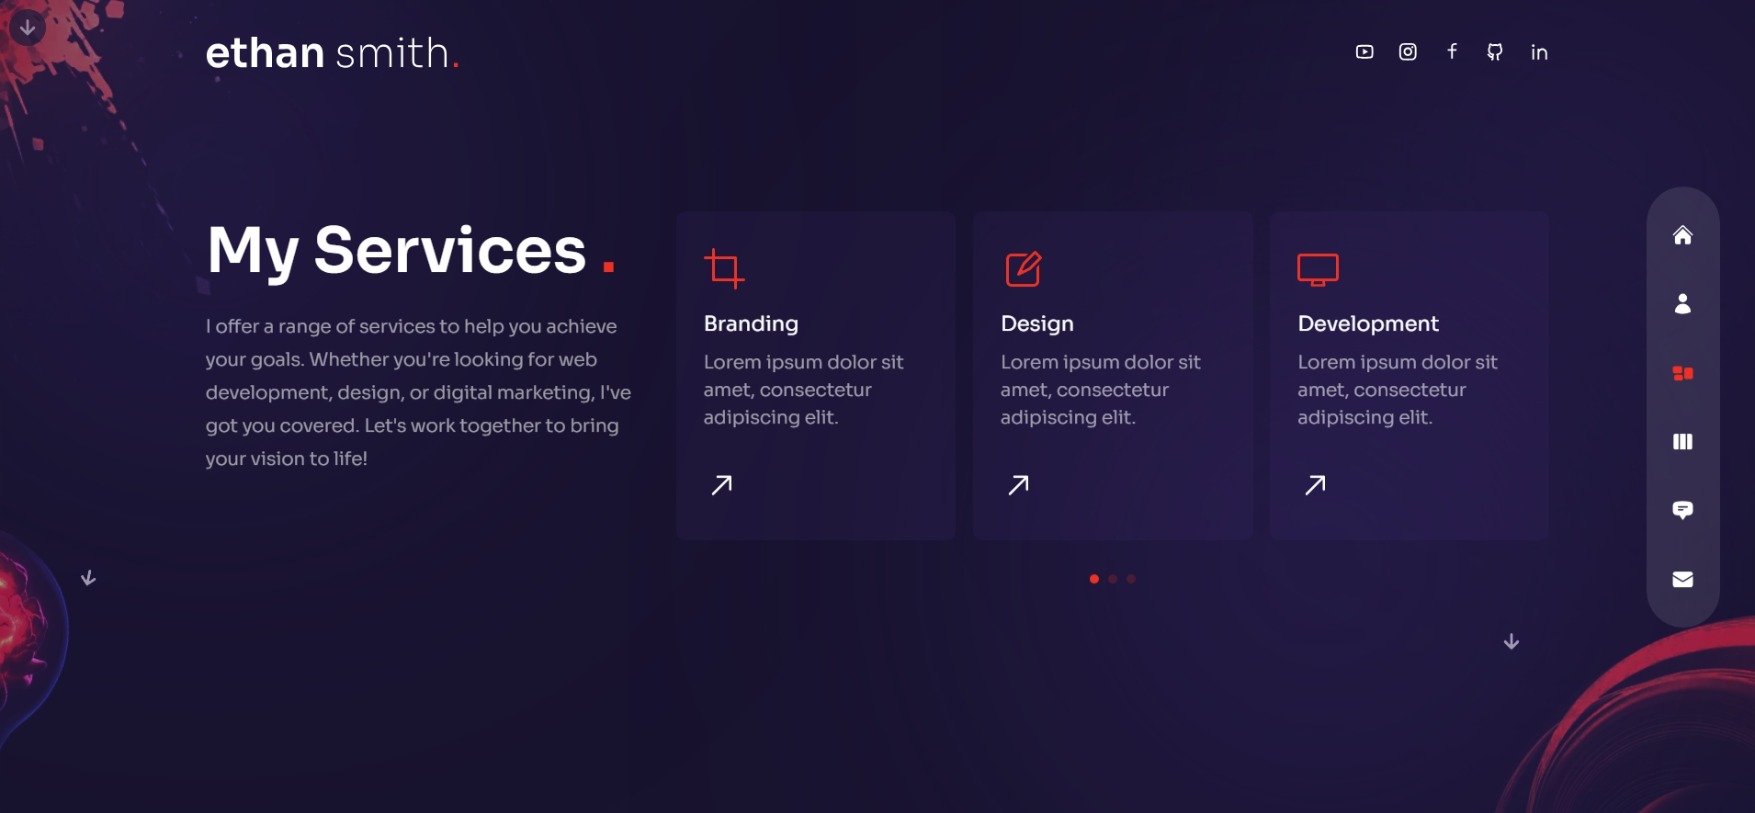 ethan smith.
My Services .
I offer a range of services to help you achieve
your goals. Whether you're looking for web
development, design, or digital marketing, I've
got you covered. Let's work together to bring
your vision to life!
Branding
Lorem ipsum dolor sit
amet, consectetur
adipiscing elit.
Design
Lorem ipsum dolor sit
amet, consectetur
adipiscing elit.
Development
Lorem ipsum dolor sit
amet, consectetur
adipiscing elit.